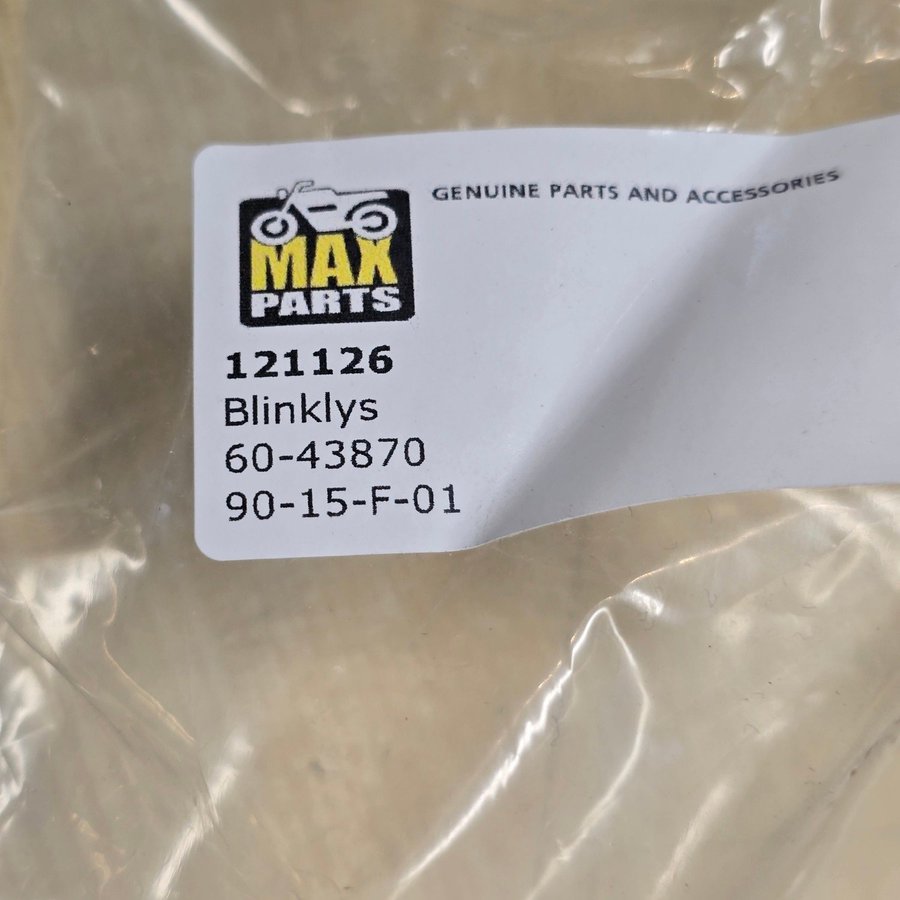 GENUINE PARTS AND ACCESSORIES
MAX
PARTS
121126
Blinklys
60-43870
90-15-F-01